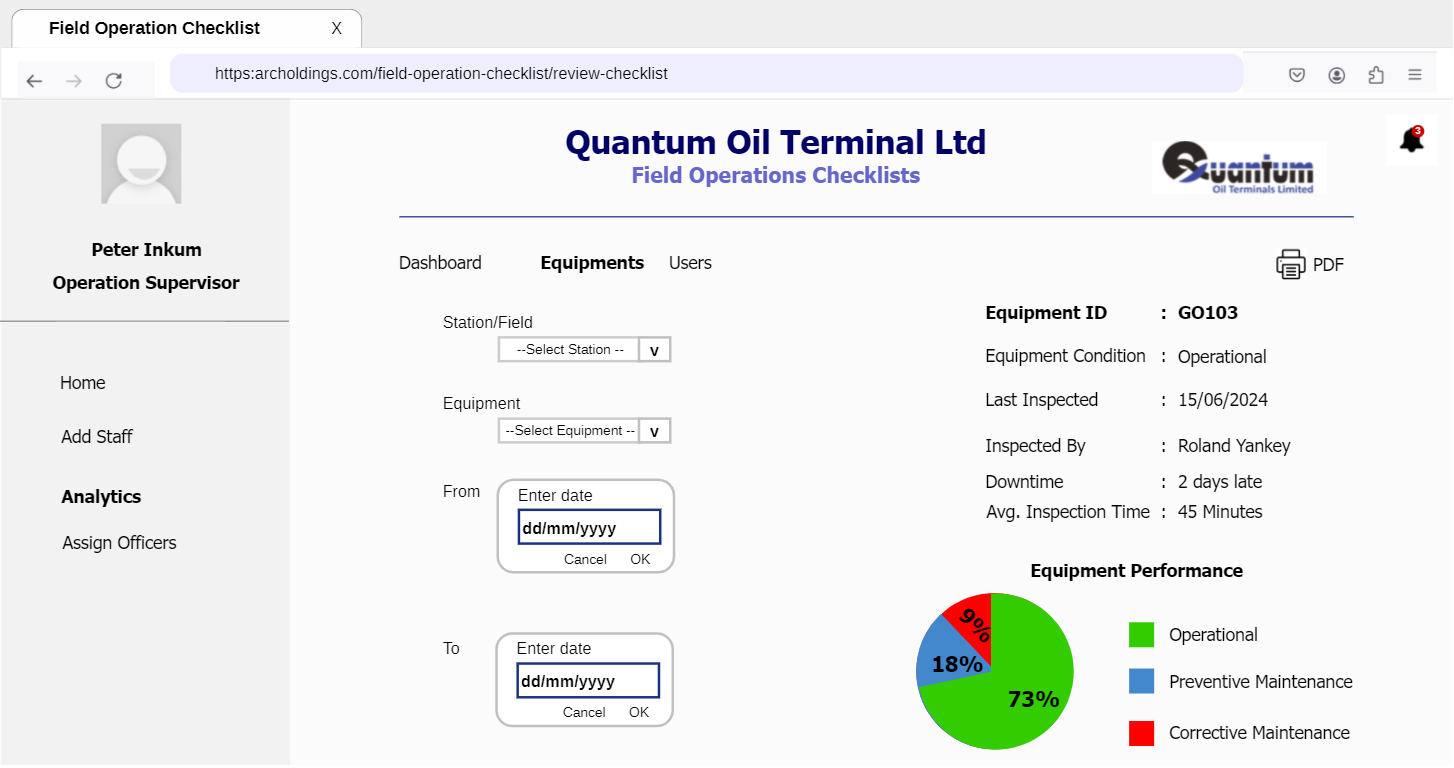 Field Operation Checklist X
https:archoldings.com/field-operation-checklist/review-checklist
3
Quantum Oil Terminal Ltd
Field Operations Checklists
Quantum
Oil Terminals Limited
Peter Inkum
Operation Supervisor
Home
Add Staff
Analytics
Assign Officers
Dashboard Equipments Users
PDF
Station/Field
--Select Station -- v
Equipment
--Select Equipment -- v
From
Enter date
dd/mm/yyyy
Cancel OK
To
Enter date
dd/mm/yyyy
Cancel OK
Equipment ID : GO103
Equipment Condition : Operational
Last Inspected : 15/06/2024
Inspected By : Roland Yankey
Downtime : 2 days late
Avg. Inspection Time : 45 Minutes
Equipment Performance
9%
18%
73%
Operational
Preventive Maintenance
Corrective Maintenance